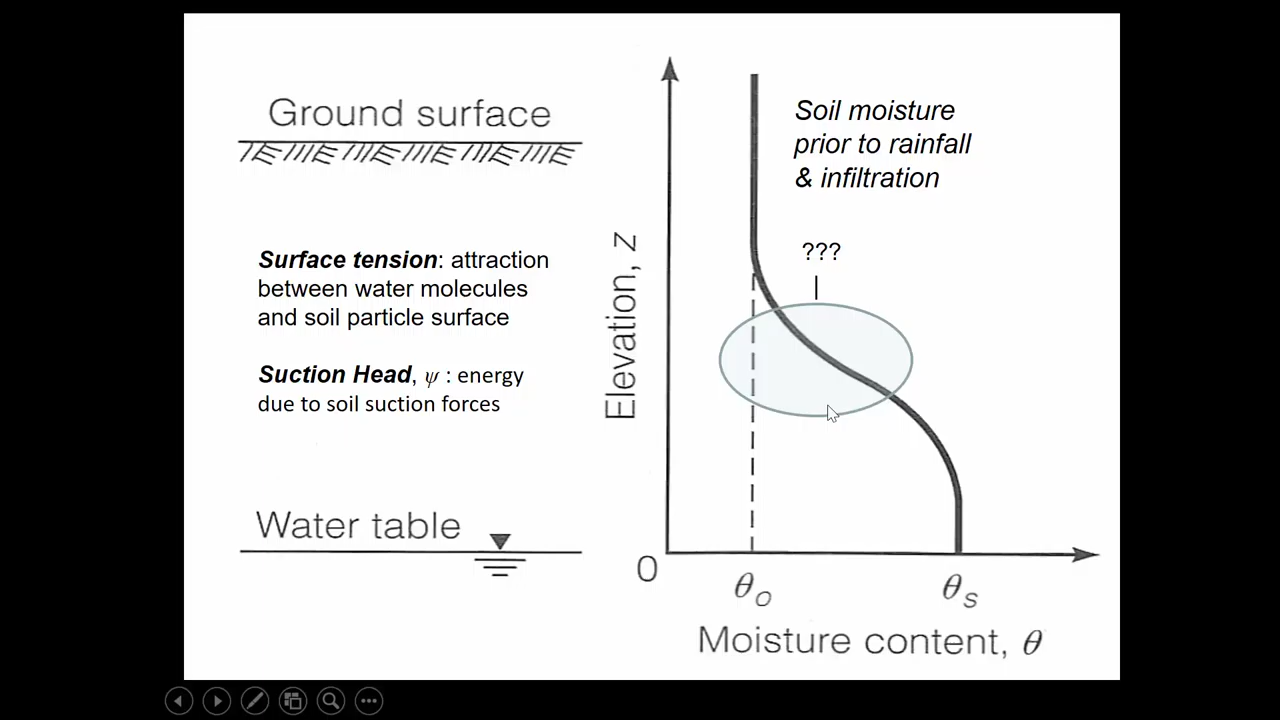 Ground surface
Soil moisture
prior to rainfall
& infiltration
Surface tension: attraction
between water molecules
and soil particle surface
Suction Head, ψ : energy
due to soil suction forces
???
Elevation, z
Water table
0
θo
θs
Moisture content, θ